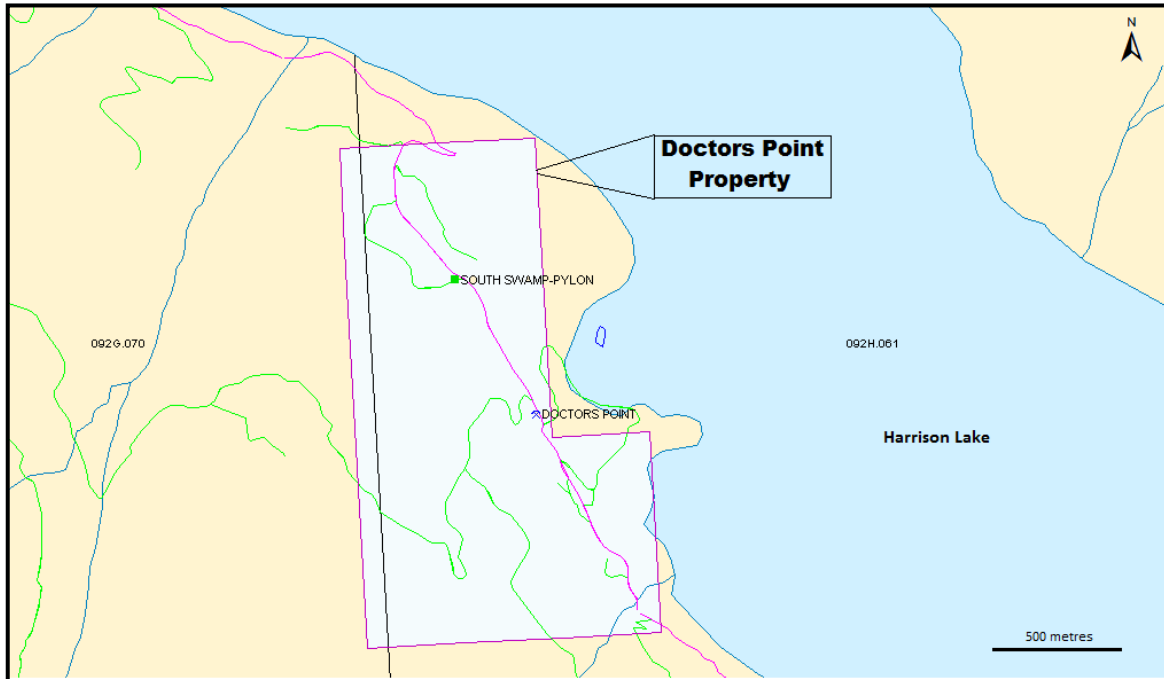 N
Doctors Point
Property
SOUTH SWAMP-PYLON
092G.070
092H.061
DOCTORS POINT
Harrison Lake
500 metres